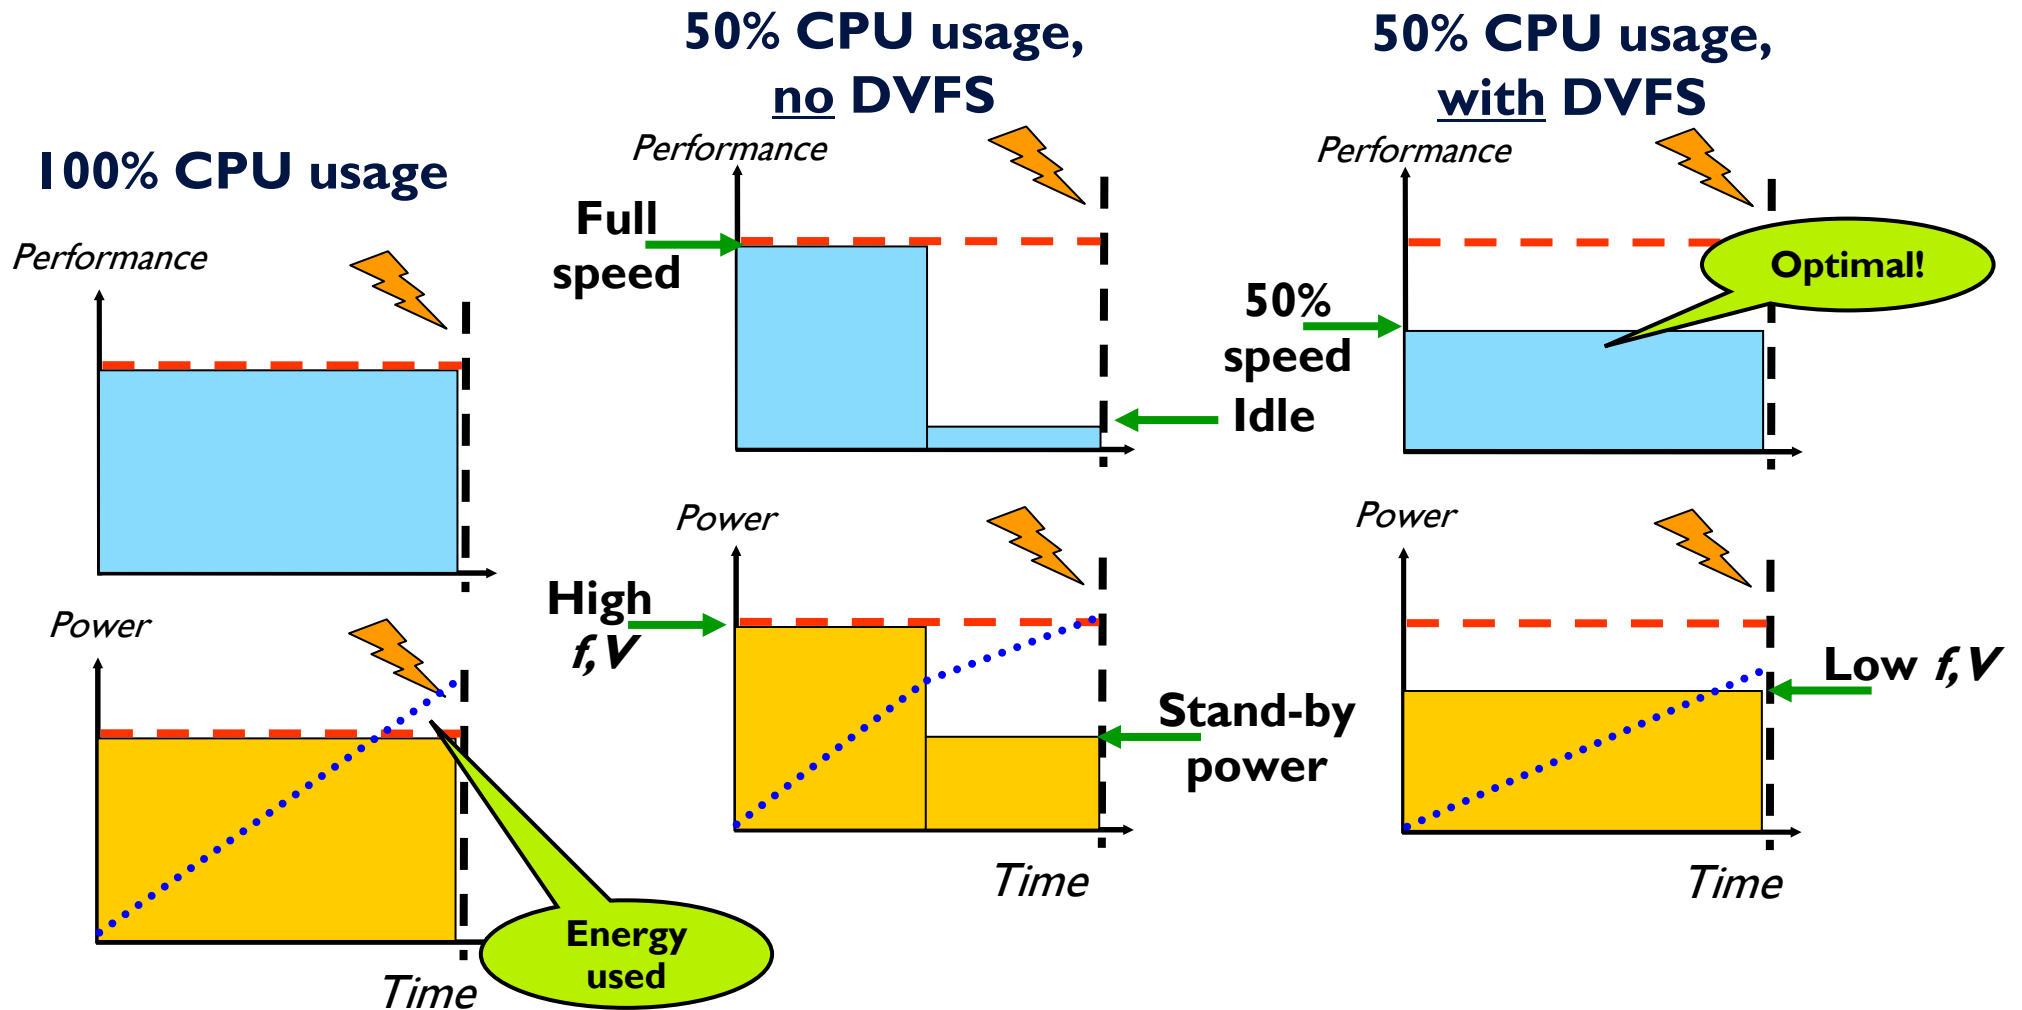 100% CPU usage
Performance
Power
Time
Energy
used
50% CPU usage,
no DVFS
Performance
Full
speed
Idle
Power
High
f,V
Stand-by
power
Time
50% CPU usage,
with DVFS
Performance
Optimal!
50%
speed
Power
Low f,V
Time